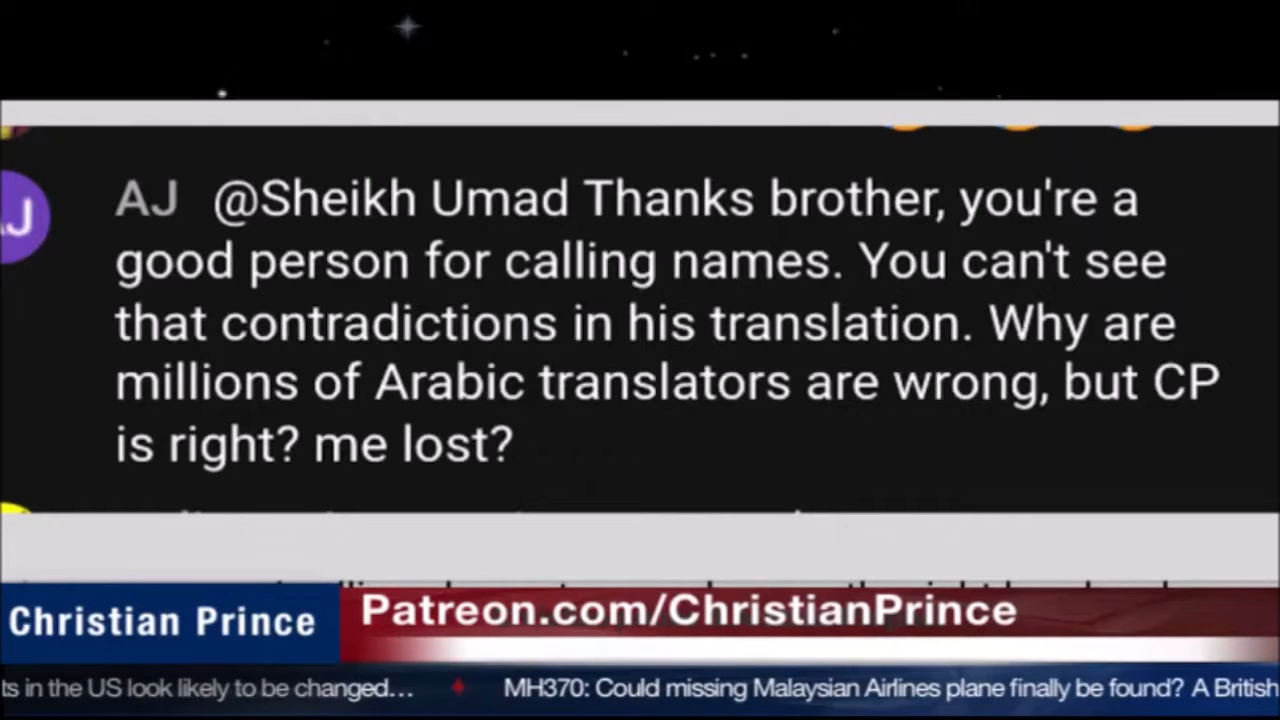 AJ @Sheikh Umad Thanks brother, you're a
good person for calling names. You can't see
that contradictions in his translation. Why are
millions of Arabic translators are wrong, but CP
is right? me lost?
Christian Prince
Patreon.com/ChristianPrince
ts in the US look likely to be changed... MH370: Could missing Malaysian Airlines plane finally be found? A British